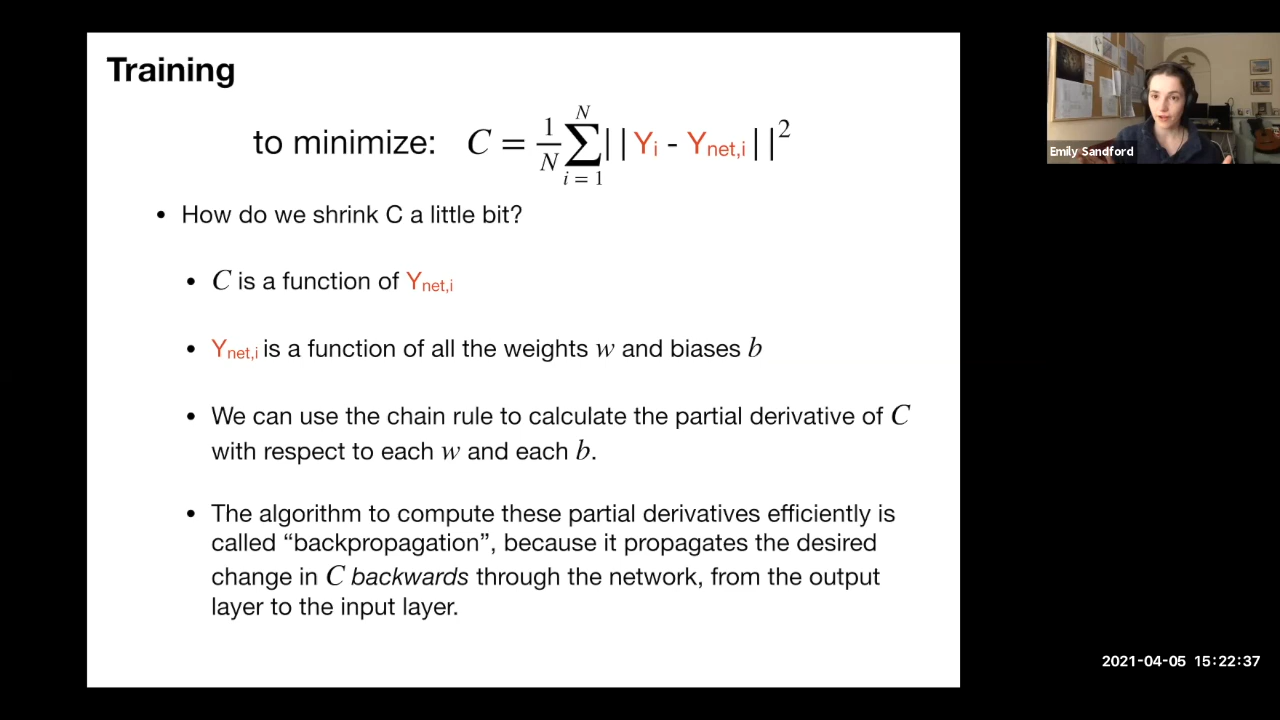 Training
to minimize: C = 1/N ∑ i = 1 N ||Yi - Ynet,i||²
• How do we shrink C a little bit?
• C is a function of Ynet,i
• Ynet,i is a function of all the weights w and biases b
• We can use the chain rule to calculate the partial derivative of C
with respect to each w and each b.
• The algorithm to compute these partial derivatives efficiently is
called “backpropagation”, because it propagates the desired
change in C backwards through the network, from the output
layer to the input layer.
Emily Sandford
2021-04-05 15:22:37